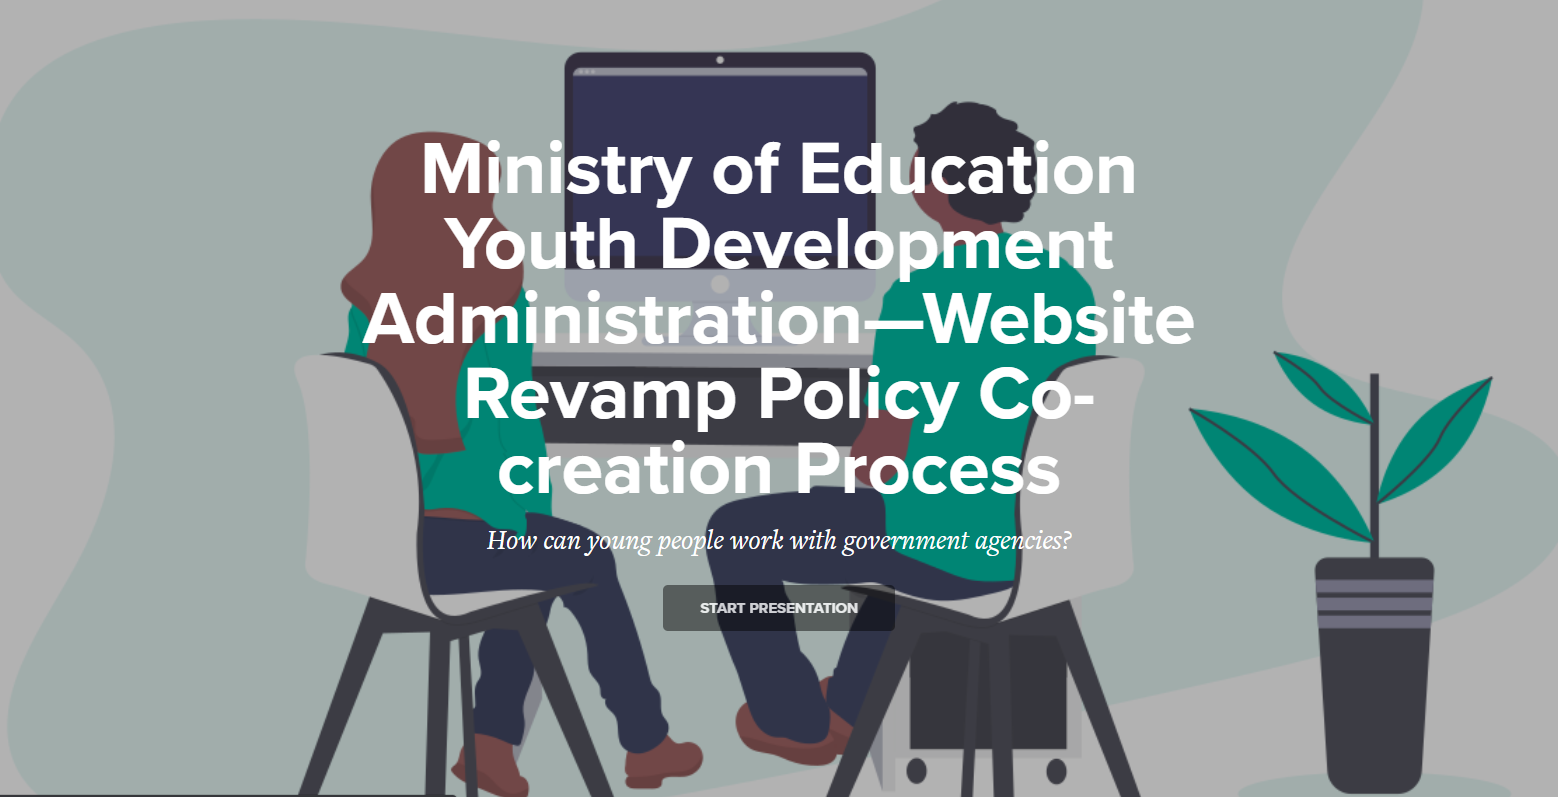 Ministry of Education
Youth Development
Administration—Website
Revamp Policy Co-
creation Process
How can young people work with government agencies?
START PRESENTATION